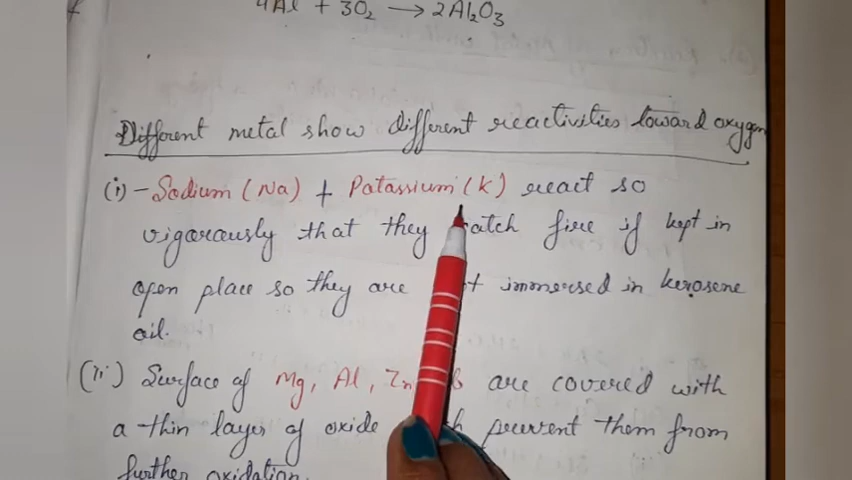 4Al + 3O₂ → 2Al₂O₃
Different metal show different reactivities toward oxygen
(i) - Sodium (Na) + Potassium (K) react so
vigorously that they catch fire if kept in
open place so they are immersed in kerosene
oil.
(ii) Surface of Mg, Al, Zn, are covered with
a thin layer of oxide prevent them from
further oxidation.